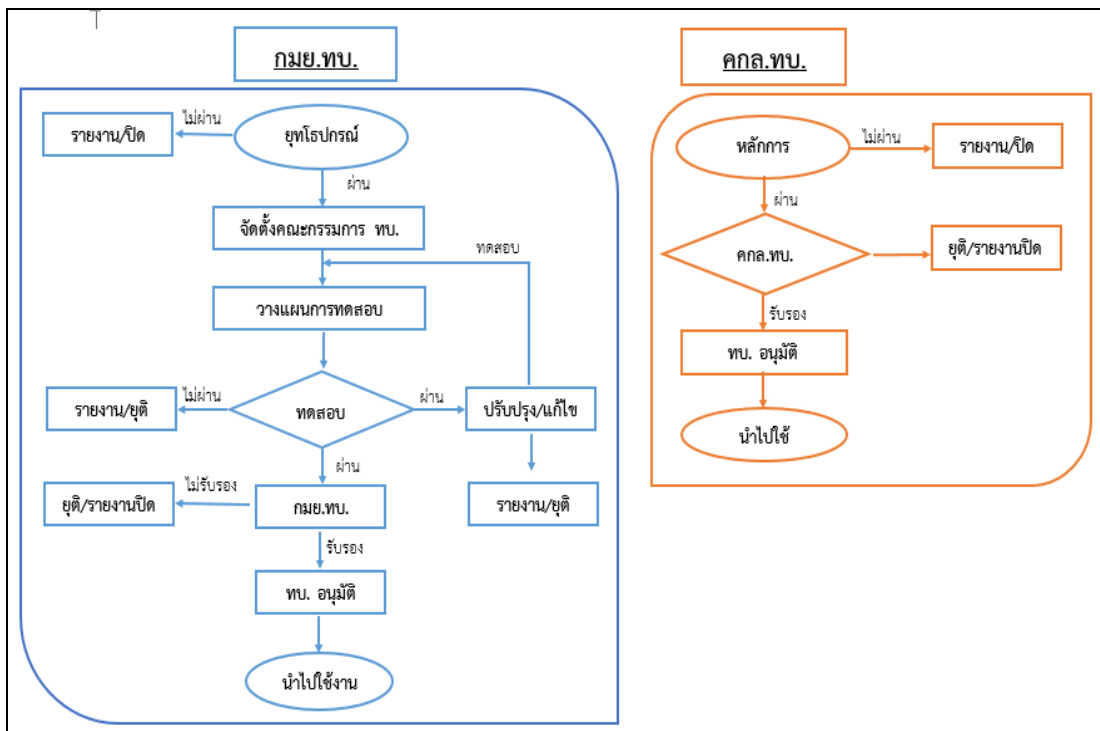 กมย.ทบ.
ไม่ผ่าน
รายงาน/ปิด
ยุทโธปกรณ์
ผ่าน
จัดตั้งคณะกรรมการ ทบ.
ทดสอบ
วางแผนการทดสอบ
ไม่ผ่าน
ผ่าน
รายงาน/ยุติ
ทดสอบ
ปรับปรุง/แก้ไข
ผ่าน
ไม่รับรอง
ยุติ/รายงานปิด
กมย.ทบ.
รายงาน/ยุติ
รับรอง
ทบ. อนุมัติ
นำไปใช้งาน
คกล.ทบ.
หลักการ
ไม่ผ่าน
รายงาน/ปิด
ผ่าน
คกล.ทบ.
ยุติ/รายงานปิด
รับรอง
ทบ. อนุมัติ
นำไปใช้